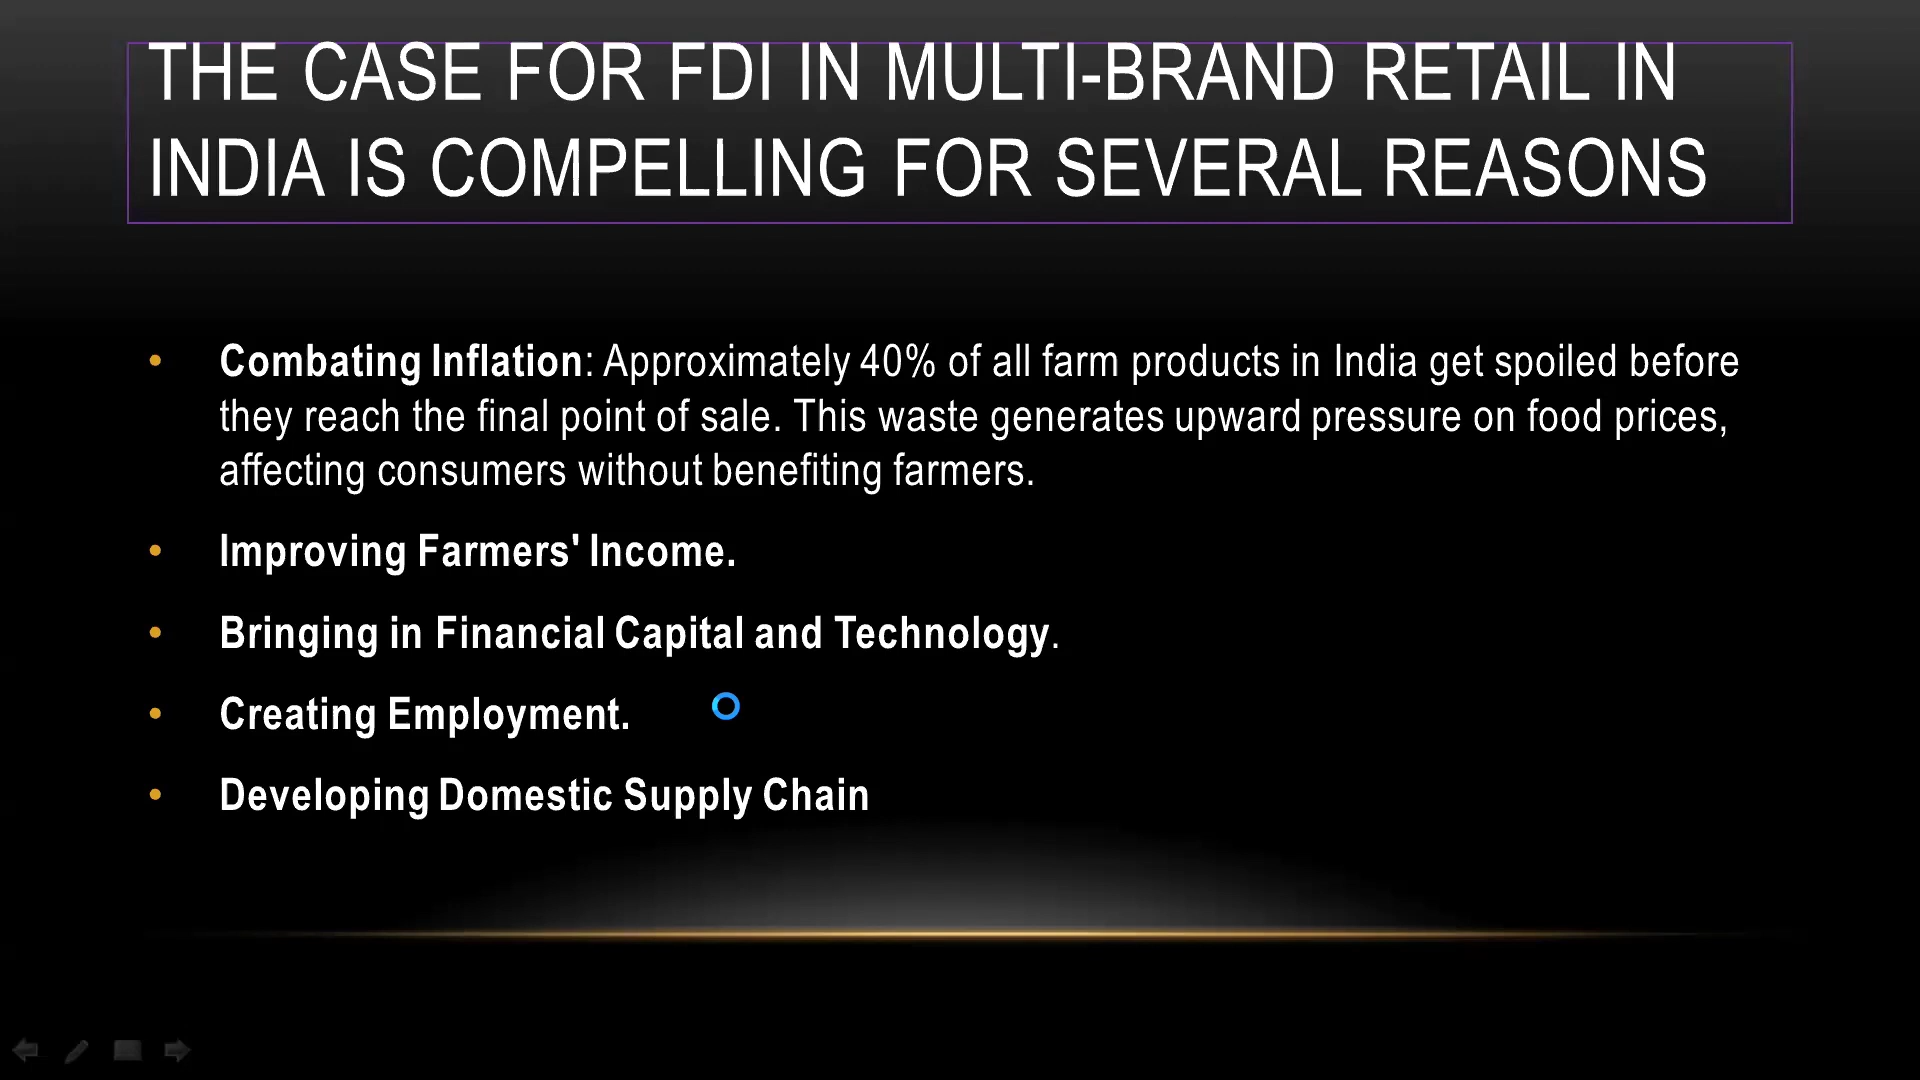 THE CASE FOR FDI IN MULTI-BRAND RETAIL IN
INDIA IS COMPELLING FOR SEVERAL REASONS
• Combating Inflation: Approximately 40% of all farm products in India get spoiled before
they reach the final point of sale. This waste generates upward pressure on food prices,
affecting consumers without benefiting farmers.
• Improving Farmers' Income.
• Bringing in Financial Capital and Technology.
• Creating Employment.
• Developing Domestic Supply Chain